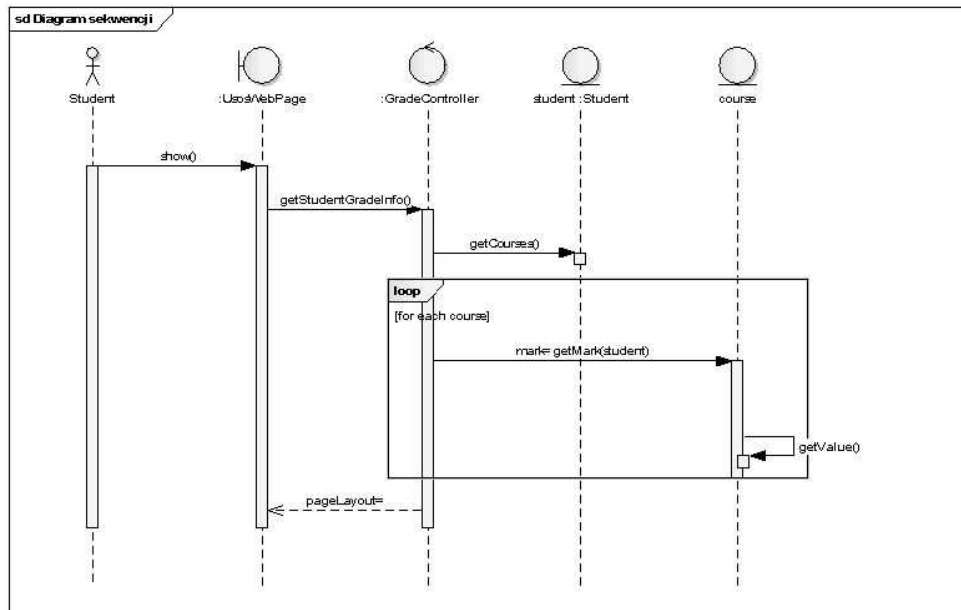 sd Diagram sekwencji
Student
:UsosWebPage
:GradeController
student :Student
course
show()
getStudentGradeInfo()
getCourses()
loop
[for each course]
mark= getMark(student)
getValue()
pageLayout=